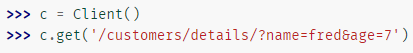 >>> c = Client()
>>> c.get('/customers/details/?name=fred&age=7')